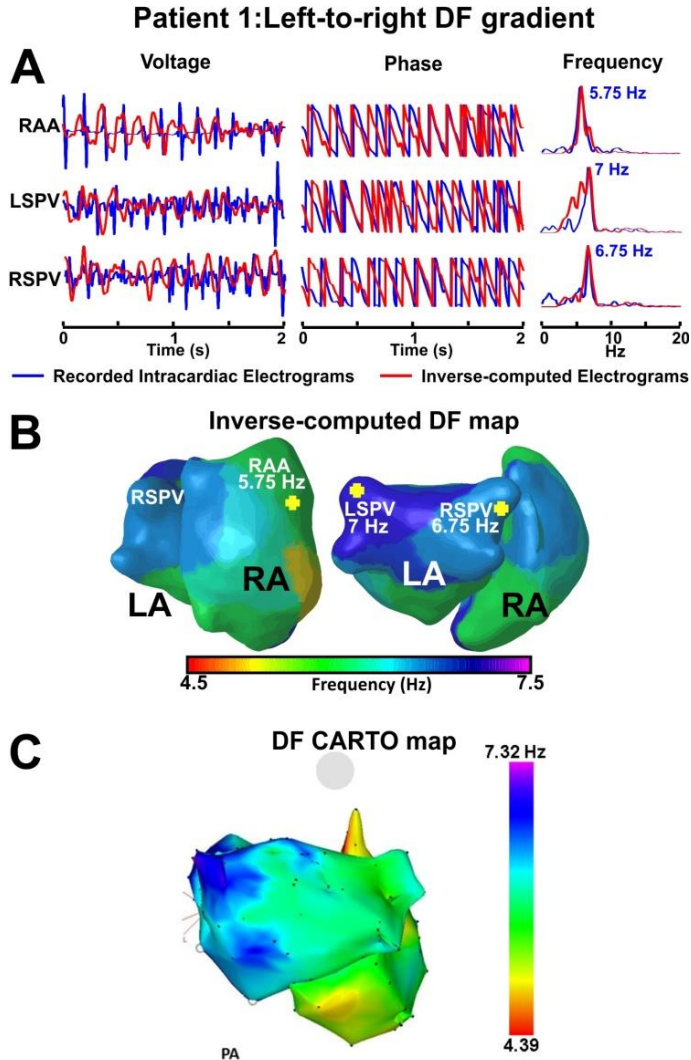 Patient 1:Left-to-right DF gradient
A
Voltage
Phase
Frequency
RAA
5.75 Hz
LSPV
7 Hz
RSPV
6.75 Hz
0 1 2
Time (s)
0 1 2
Time (s)
0 10 20
Hz
Recorded Intracardiac Electrograms
Inverse-computed Electrograms
B
Inverse-computed DF map
RSPV
RAA
5.75 Hz
LA
RA
LSPV
7 Hz
RSPV
6.75 Hz
LA
RA
4.5
Frequency (Hz)
7.5
C
DF CARTO map
7.32 Hz
4.39
PA